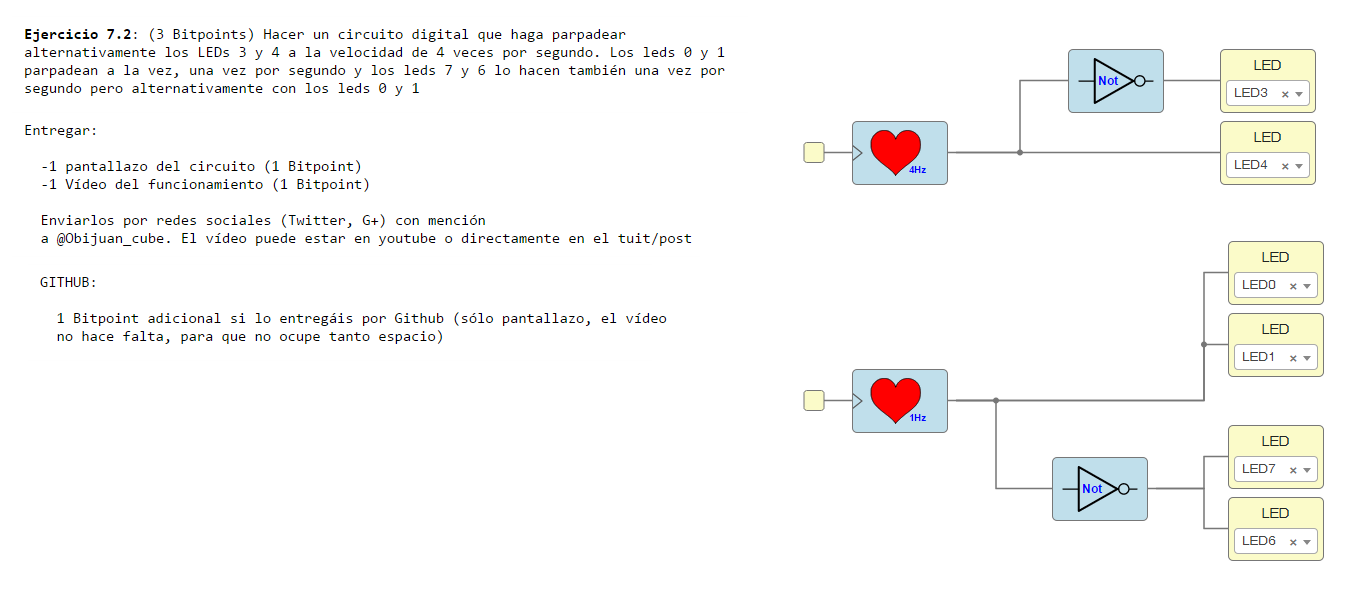 Ejercicio 7.2: (3 Bitpoints) Hacer un circuito digital que haga parpadear
alternativamente los LEDs 3 y 4 a la velocidad de 4 veces por segundo. Los leds 0 y 1
parpadean a la vez, una vez por segundo y los leds 7 y 6 lo hacen también una vez por
segundo pero alternativamente con los leds 0 y 1
Entregar:
-1 pantallazo del circuito (1 Bitpoint)
-1 Vídeo del funcionamiento (1 Bitpoint)
Enviarlos por redes sociales (Twitter, G+) con mención
a @Obijuan_cube. El vídeo puede estar en youtube o directamente en el tuit/post
GITHUB:
1 Bitpoint adicional si lo entregáis por Github (sólo pantallazo, el vídeo
no hace falta, para que no ocupe tanto espacio)
Not
LED
LED3
4Hz
LED
LED4
LED
LED0
LED
LED1
1Hz
Not
LED
LED7
LED
LED6